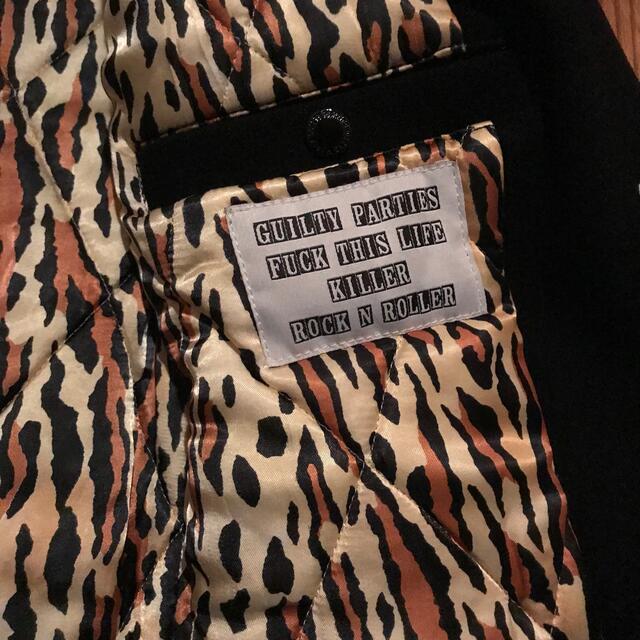 GUILTY PARTIES
FUCK THIS LIFE
KILLER
ROCK N ROLLER